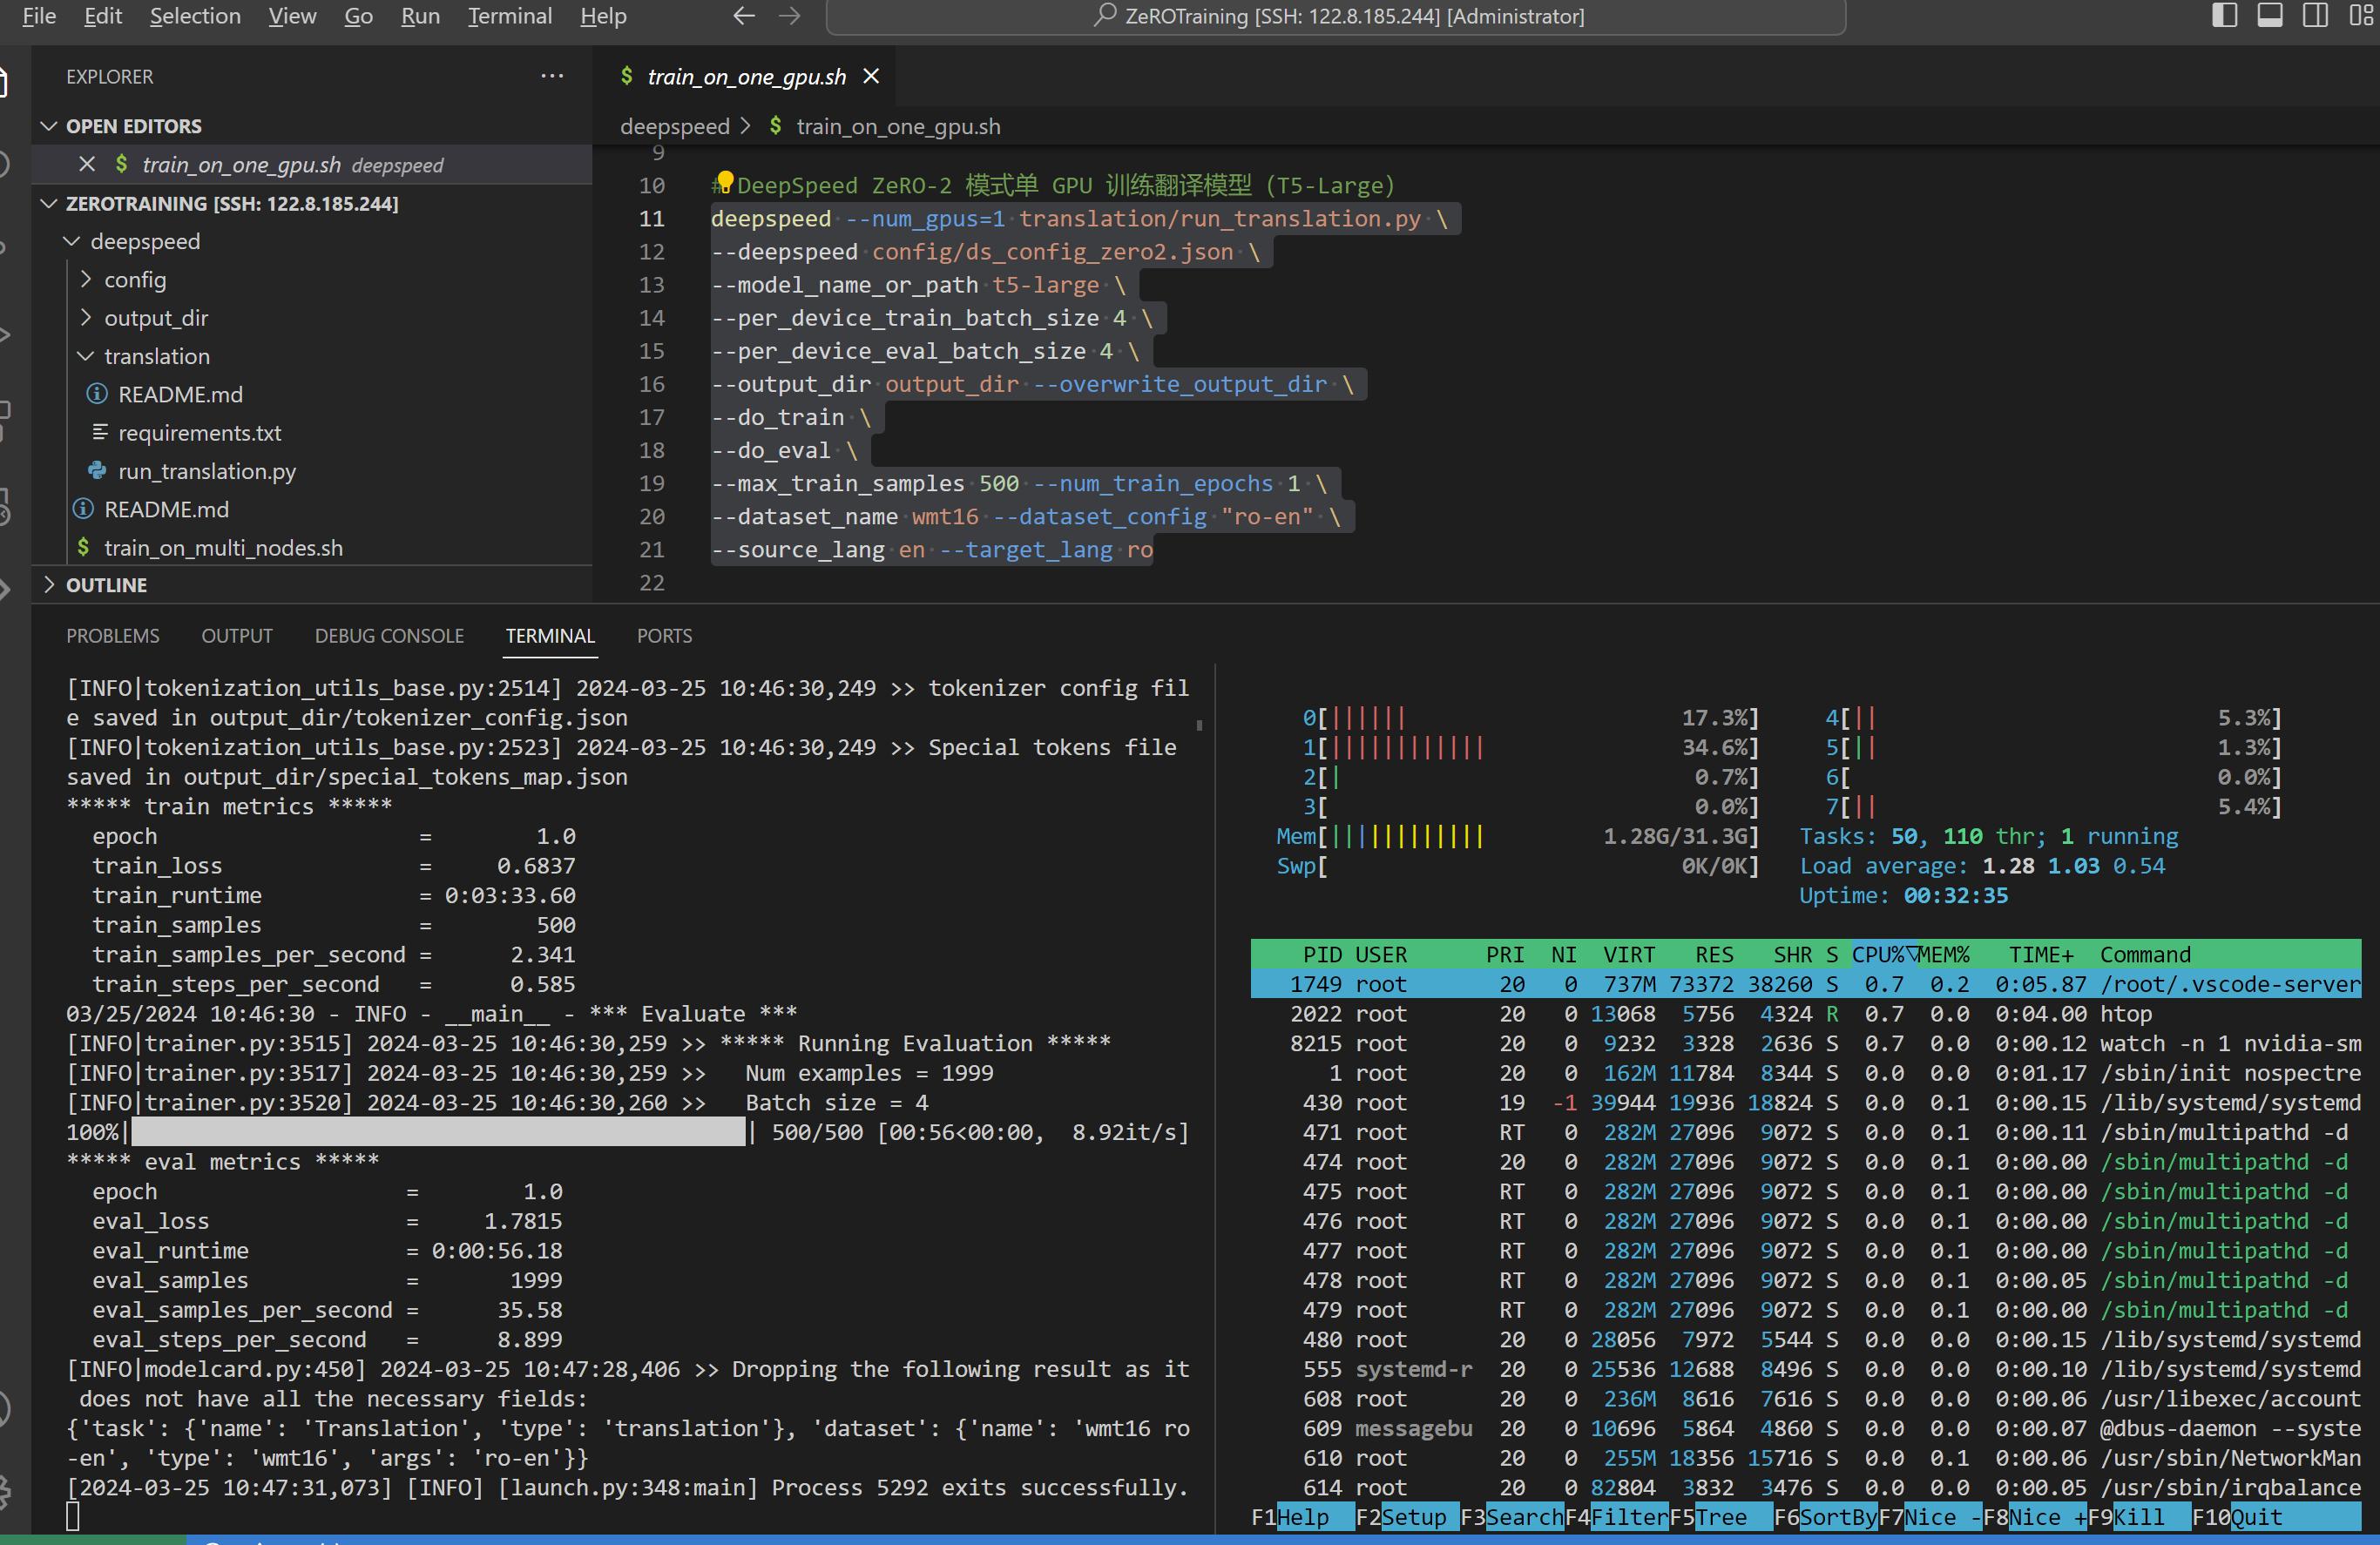 File Edit Selection View Go Run Terminal Help
ZeROTraining [SSH: 122.8.185.244] [Administrator]
EXPLORER
OPEN EDITORS
train_on_one_gpu.sh deepspeed
ZEROTRAINING [SSH: 122.8.185.244]
deepspeed
config
output_dir
translation
README.md
requirements.txt
run_translation.py
README.md
train_on_multi_nodes.sh
OUTLINE
train_on_one_gpu.sh
deepspeed > $ train_on_one_gpu.sh
9
10 # DeepSpeed ZeRO-2 模式单 GPU 训练翻译模型（T5-Large）
11 deepspeed --num_gpus=1 translation/run_translation.py \
12 --deepspeed config/ds_config_zero2.json \
13 --model_name_or_path t5-large \
14 --per_device_train_batch_size 4 \
15 --per_device_eval_batch_size 4 \
16 --output_dir output_dir --overwrite_output_dir \
17 --do_train \
18 --do_eval \
19 --max_train_samples 500 --num_train_epochs 1 \
20 --dataset_name wmt16 --dataset_config "ro-en" \
21 --source_lang en --target_lang ro
22
PROBLEMS OUTPUT DEBUG CONSOLE TERMINAL PORTS
[INFO|tokenization_utils_base.py:2514] 2024-03-25 10:46:30,249 >> tokenizer config fil
e saved in output_dir/tokenizer_config.json
[INFO|tokenization_utils_base.py:2523] 2024-03-25 10:46:30,249 >> Special tokens file
saved in output_dir/special_tokens_map.json
***** train metrics *****
epoch = 1.0
train_loss = 0.6837
train_runtime = 0:03:33.60
train_samples = 500
train_samples_per_second = 2.341
train_steps_per_second = 0.585
03/25/2024 10:46:30 - INFO - __main__ - *** Evaluate ***
[INFO|trainer.py:3515] 2024-03-25 10:46:30,259 >> ***** Running Evaluation *****
[INFO|trainer.py:3517] 2024-03-25 10:46:30,259 >> Num examples = 1999
[INFO|trainer.py:3520] 2024-03-25 10:46:30,260 >> Batch size = 4
100%| | 500/500 [00:56<00:00, 8.92it/s]
***** eval metrics *****
epoch = 1.0
eval_loss = 1.7815
eval_runtime = 0:00:56.18
eval_samples = 1999
eval_samples_per_second = 35.58
eval_steps_per_second = 8.899
[INFO|modelcard.py:450] 2024-03-25 10:47:28,406 >> Dropping the following result as it
does not have all the necessary fields:
{'task': {'name': 'Translation', 'type': 'translation'}, 'dataset': {'name': 'wmt16 ro
-en', 'type': 'wmt16', 'args': 'ro-en'}}
[2024-03-25 10:47:31,073] [INFO] [launch.py:348:main] Process 5292 exits successfully.
0[|||||| 17.3%] 4[|| 5.3%]
1[|||||||||||| 34.6%] 5[|| 1.3%]
2[| 0.7%] 6[ 0.0%]
3[ 0.0%] 7[|| 5.4%]
Mem[|||||||||||| 1.28G/31.3G] Tasks: 50, 110 thr; 1 running
Swp[ 0K/0K] Load average: 1.28 1.03 0.54
Uptime: 00:32:35
PID USER PRI NI VIRT RES SHR S CPU%▽MEM% TIME+ Command
1749 root 20 0 737M 73372 38260 S 0.7 0.2 0:05.87 /root/.vscode-server
2022 root 20 0 13068 5756 4324 R 0.7 0.0 0:04.00 htop
8215 root 20 0 9232 3328 2636 S 0.7 0.0 0:00.12 watch -n 1 nvidia-sm
1 root 20 0 162M 11784 8344 S 0.0 0.0 0:01.17 /sbin/init nospectre
430 root 19 -1 39944 19936 18824 S 0.0 0.1 0:00.15 /lib/systemd/systemd
471 root RT 0 282M 27096 9072 S 0.0 0.1 0:00.11 /sbin/multipathd -d
474 root 20 0 282M 27096 9072 S 0.0 0.1 0:00.00 /sbin/multipathd -d
475 root RT 0 282M 27096 9072 S 0.0 0.1 0:00.00 /sbin/multipathd -d
476 root RT 0 282M 27096 9072 S 0.0 0.1 0:00.00 /sbin/multipathd -d
477 root RT 0 282M 27096 9072 S 0.0 0.1 0:00.00 /sbin/multipathd -d
478 root RT 0 282M 27096 9072 S 0.0 0.1 0:00.05 /sbin/multipathd -d
479 root RT 0 282M 27096 9072 S 0.0 0.1 0:00.00 /sbin/multipathd -d
480 root 20 0 28056 7972 5544 S 0.0 0.0 0:00.15 /lib/systemd/systemd
555 systemd-r 20 0 25536 12688 8496 S 0.0 0.0 0:00.10 /lib/systemd/systemd
608 root 20 0 236M 8616 7616 S 0.0 0.0 0:00.06 /usr/libexec/account
609 messagebu 20 0 10696 5864 4860 S 0.0 0.0 0:00.07 @dbus-daemon --syste
610 root 20 0 255M 18356 15716 S 0.0 0.1 0:00.06 /usr/sbin/NetworkMan
614 root 20 0 82804 3832 3476 S 0.0 0.0 0:00.05 /usr/sbin/irqbalance
F1Help F2Setup F3SearchF4FilterF5Tree F6SortByF7Nice -F8Nice +F9Kill F10Quit